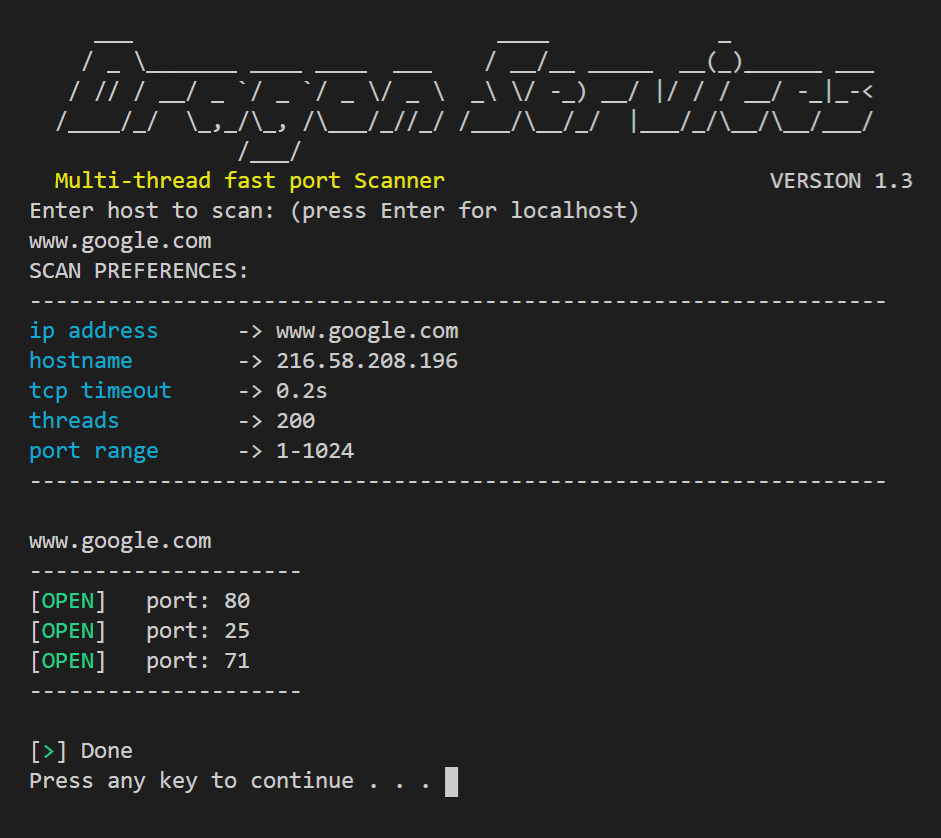 Dragon Services
Multi-thread fast port Scanner VERSION 1.3
Enter host to scan: (press Enter for localhost)
www.google.com
SCAN PREFERENCES:
------------------------------------------------------------------
ip address -> www.google.com
hostname -> 216.58.208.196
tcp timeout -> 0.2s
threads -> 200
port range -> 1-1024
------------------------------------------------------------------
www.google.com
---------------------
[OPEN] port: 80
[OPEN] port: 25
[OPEN] port: 71
---------------------
[>] Done
Press any key to continue . . .